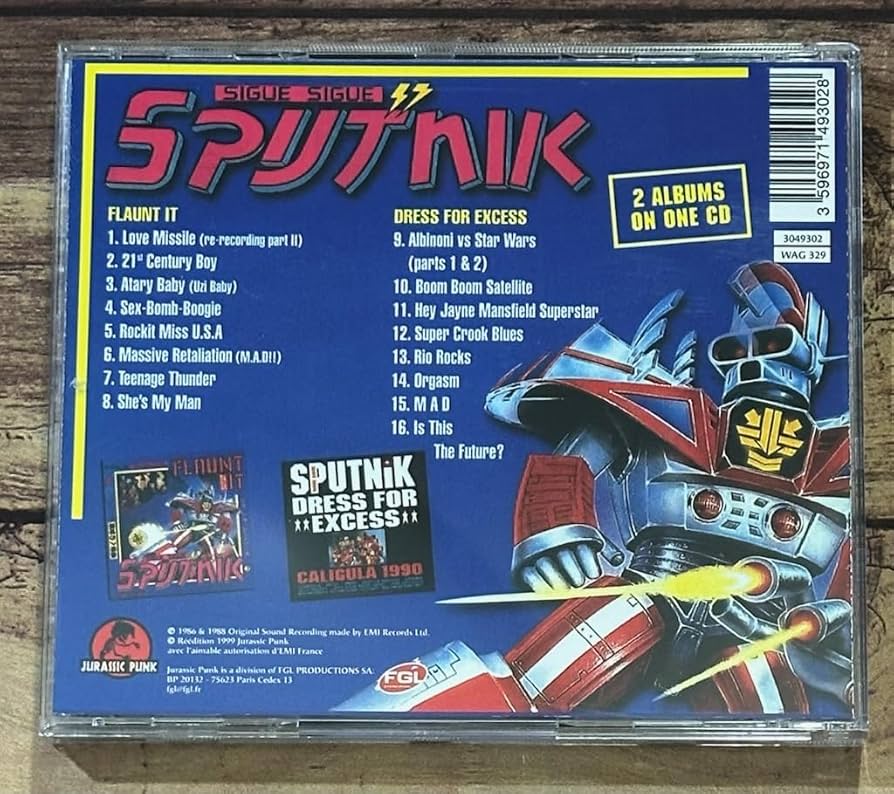 SIGUE SIGUE
SPUTNIK
2 ALBUMS
ON ONE CD
3 596971 493028
3049302
WAG 329
FLAUNT IT
1. Love Missile (re-recording part II)
2. 21st Century Boy
3. Atary Baby (Uzi Baby)
4. Sex-Bomb-Boogie
5. Rockit Miss U.S.A
6. Massive Retaliation (M.A.D!!)
7. Teenage Thunder
8. She's My Man
DRESS FOR EXCESS
9. Albinoni vs Star Wars
(parts 1 & 2)
10. Boom Boom Satellite
11. Hey Jayne Mansfield Superstar
12. Super Crook Blues
13. Rio Rocks
14. Orgasm
15. M A D
16. Is This
The Future?
FLAUNT
IT
SPUTNIK
SPUTNiK
DRESS FOR
**EXCESS**
CALIGULA 1990
JURASSIC PUNK
℗ 1986 & 1988 Original Sound Recording made by EMI Records Ltd.
© Réédition 1999 Jurassic Punk
avec l'aimable autorisation d'EMI France
Jurassic Punk is a division of FGL PRODUCTIONS SA.
BP 20132 - 75623 Paris Cedex 13
fgl@fgl.fr
FGL